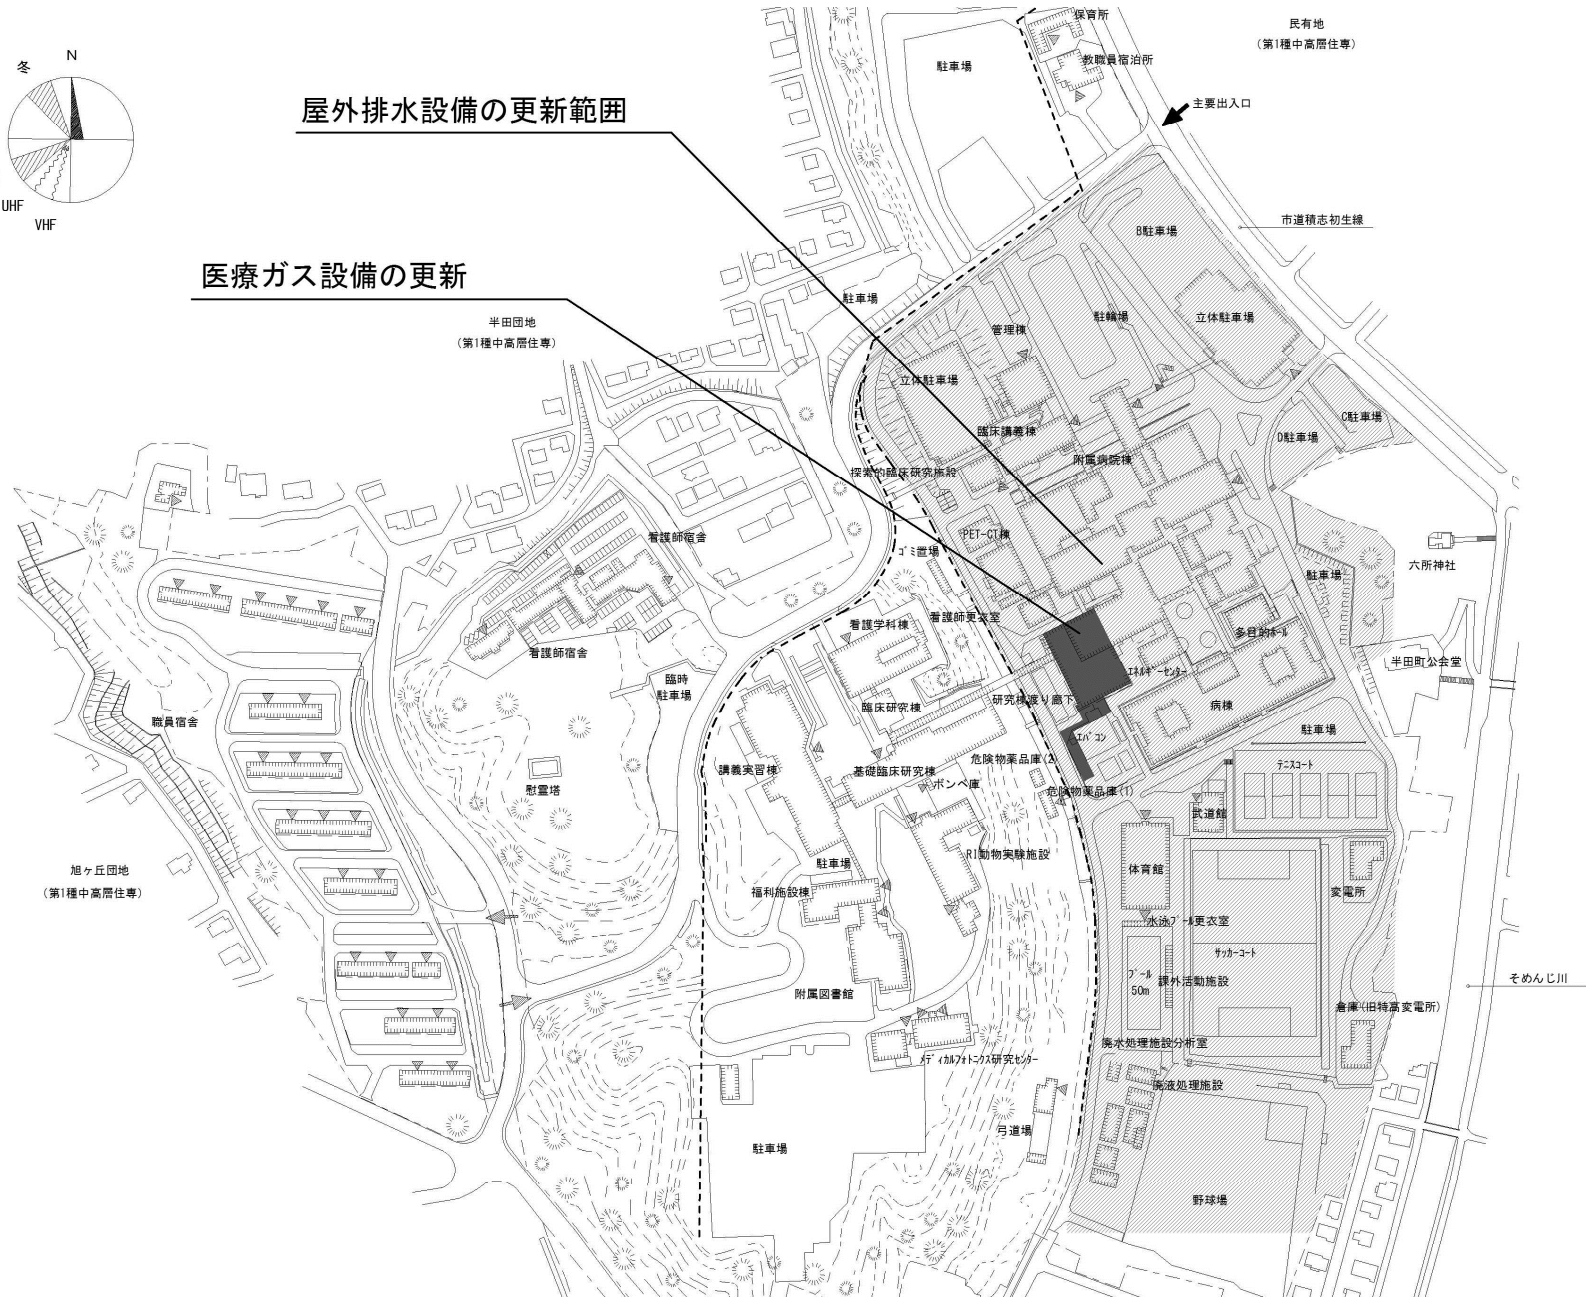 保育所
民有地
(第1種中高層住専)
教職員宿泊所
駐車場
主要出入口
N
冬
UHF
VHF
屋外排水設備の更新範囲
市道積志初生線
B駐車場
医療ガス設備の更新
駐車場
半田団地
(第1種中高層住専)
管理棟
駐輪場
立体駐車場
立体駐車場
C駐車場
D駐車場
臨床講義棟
附属病院棟
探索的臨床研究施設
PET-CT棟
ゴミ置場
看護師宿舎
六所神社
駐車場
看護師更衣室
看護学科棟
多目的ホール
看護師宿舎
半田町公会堂
エネルギーセンター
臨時
駐車場
研究棟渡り廊下
臨床研究棟
病棟
職員宿舎
エバコン
駐車場
危険物薬品庫(2)
テニスコート
講義実習棟
基礎臨床研究棟
ボンベ庫
慰霊塔
危険物薬品庫(1)
武道館
RI動物実験施設
駐車場
体育館
旭ヶ丘団地
(第1種中高層住専)
福利施設棟
変電所
水泳プール更衣室
サッカーコート
プール
50m
課外活動施設
そめんじ川
附属図書館
倉庫(旧特高変電所)
廃水処理施設分析室
メディカルフォトニクス研究センター
廃液処理施設
弓道場
駐車場
野球場